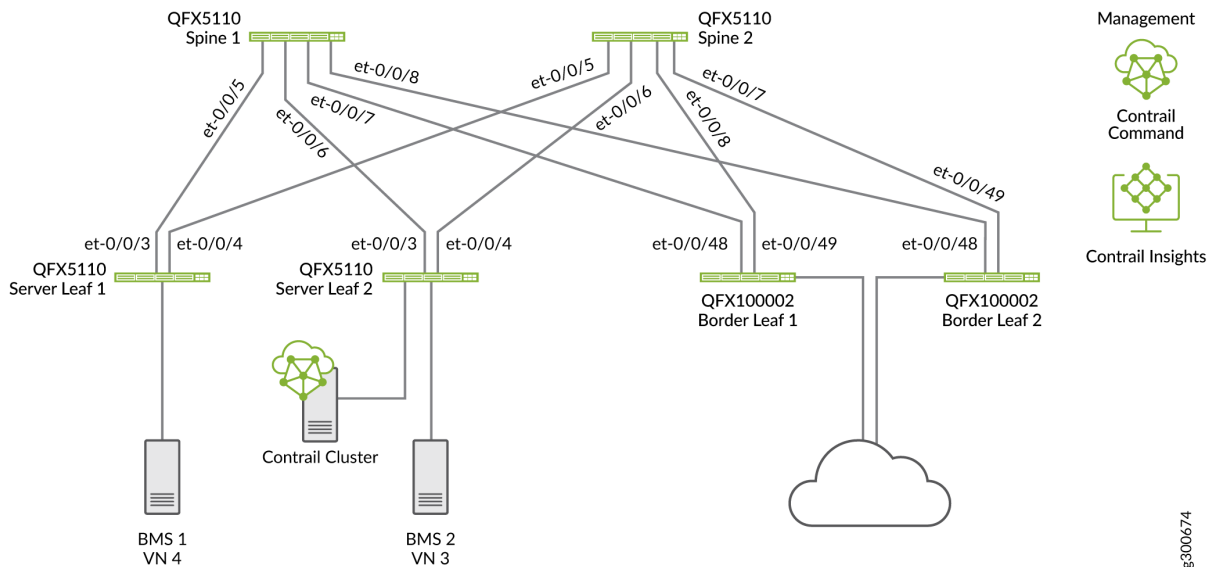 QFX5110
Spine 1
QFX5110
Spine 2
Management
et-0/0/5
et-0/0/6
et-0/0/7
et-0/0/8
et-0/0/5
et-0/0/6
et-0/0/8
et-0/0/7
Contrail
Command
et-0/0/49
et-0/0/3
et-0/0/4
et-0/0/3
et-0/0/4
et-0/0/48
et-0/0/49
et-0/0/48
Contrail Insights
QFX5110
Server Leaf 1
QFX5110
Server Leaf 2
QFX100002
Border Leaf 1
QFX100002
Border Leaf 2
Contrail Cluster
BMS 1
VN 4
BMS 2
VN 3
g300674